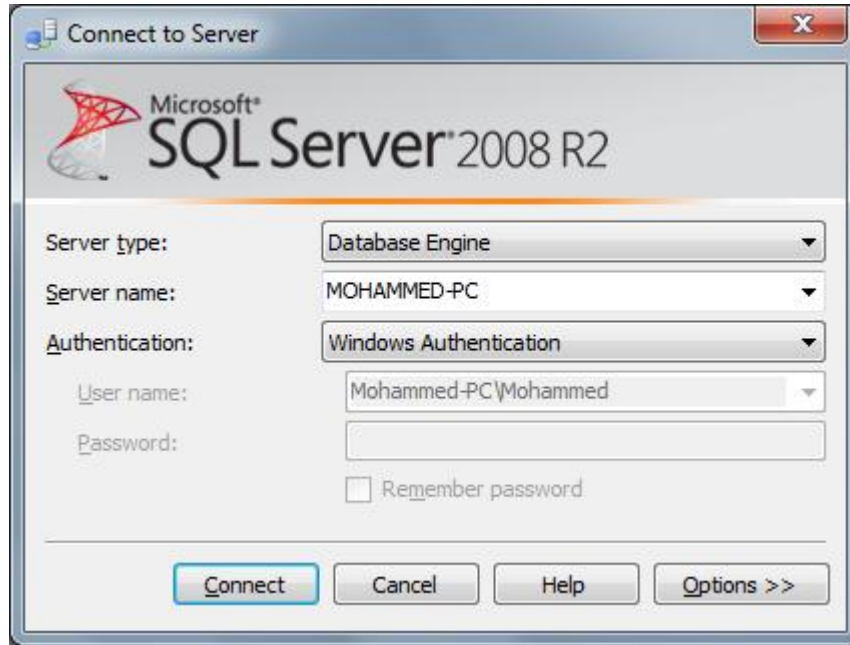 Connect to Server
Microsoft®
SQL Server® 2008 R2
Server type: Database Engine
Server name: MOHAMMED-PC
Authentication: Windows Authentication
User name: Mohammed-PC\Mohammed
Password:
Remember password
Connect Cancel Help Options >>